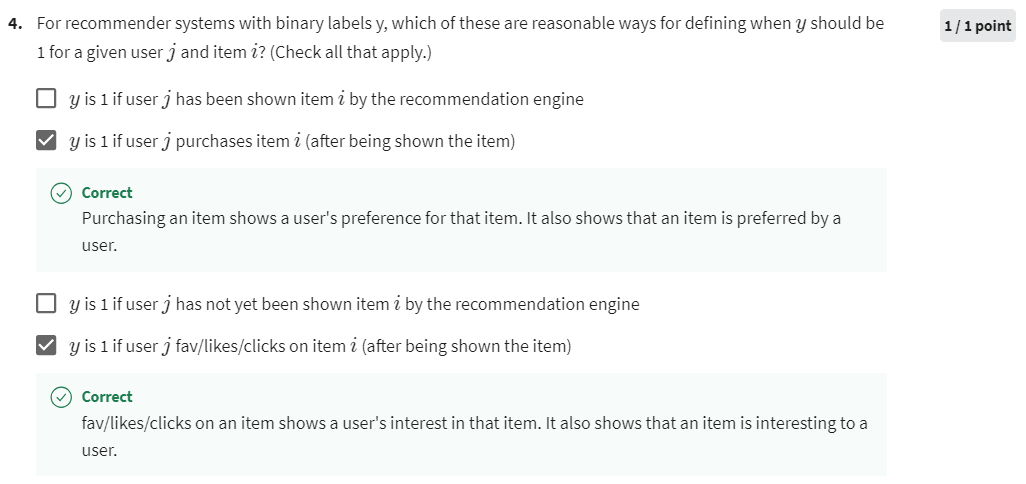 4. For recommender systems with binary labels y, which of these are reasonable ways for defining when y should be
1 / 1 point
1 for a given user j and item i? (Check all that apply.)
y is 1 if user j has been shown item i by the recommendation engine
y is 1 if user j purchases item i (after being shown the item)
Correct
Purchasing an item shows a user's preference for that item. It also shows that an item is preferred by a
user.
y is 1 if user j has not yet been shown item i by the recommendation engine
y is 1 if user j fav/likes/clicks on item i (after being shown the item)
Correct
fav/likes/clicks on an item shows a user's interest in that item. It also shows that an item is interesting to a
user.